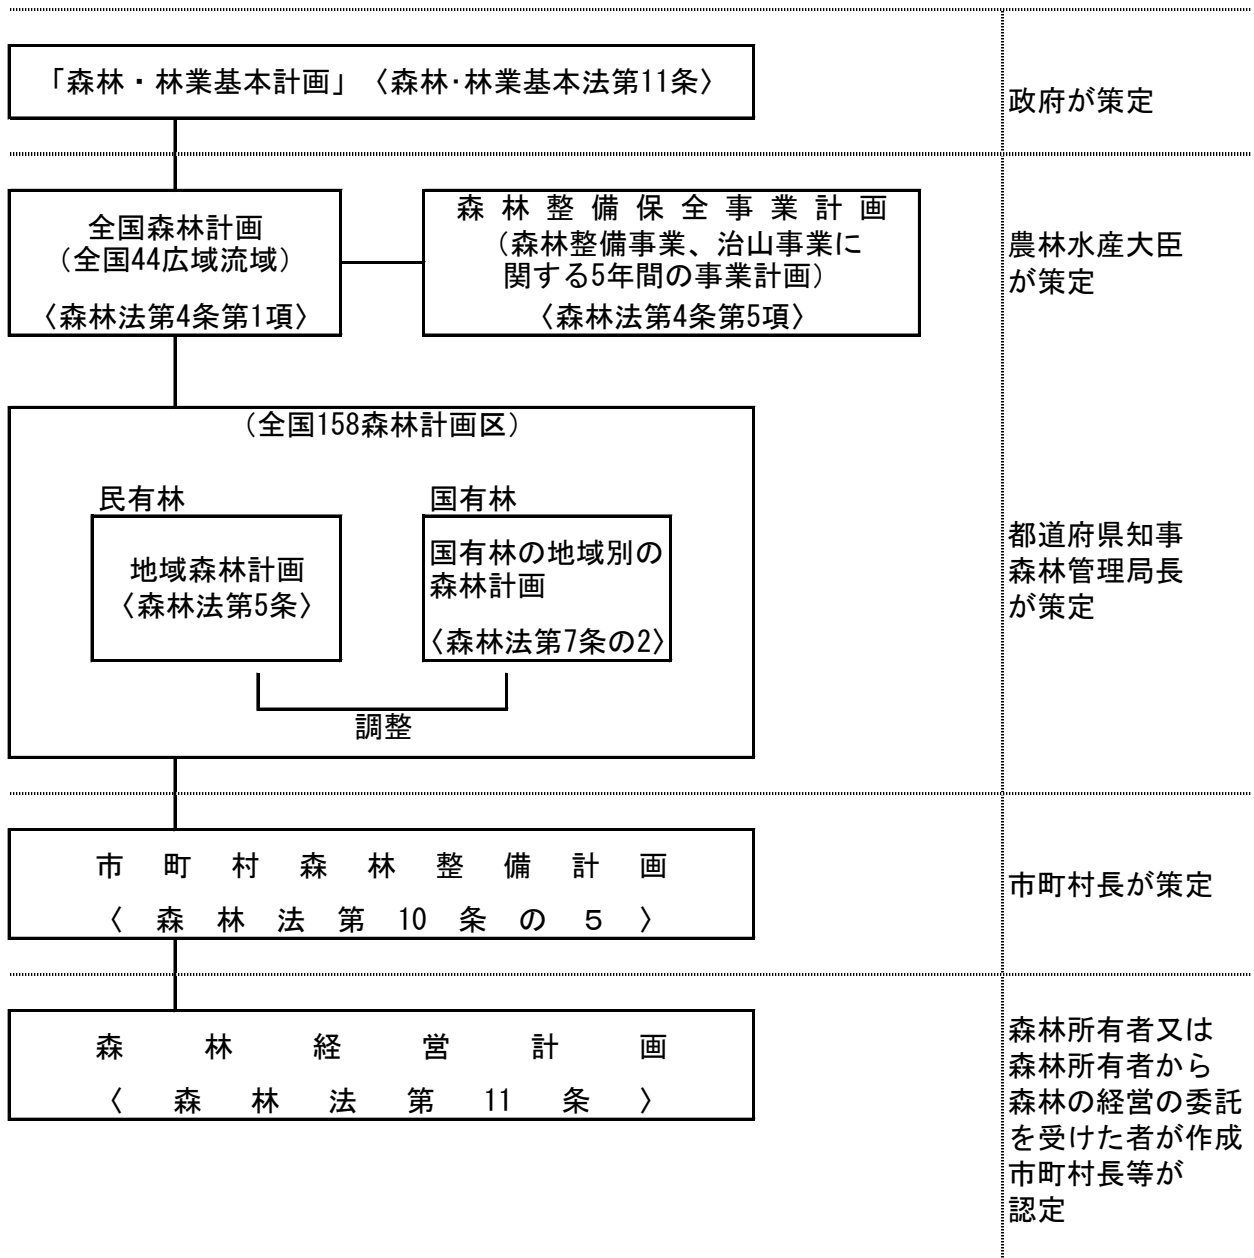 「森林・林業基本計画」〈森林・林業基本法第11条〉
政府が策定
全国森林計画
（全国44広域流域）
〈森林法第4条第1項〉
森林整備保全事業計画
（森林整備事業、治山事業に
関する5年間の事業計画）
〈森林法第4条第5項〉
農林水産大臣
が策定
（全国158森林計画区）
民有林
地域森林計画
〈森林法第5条〉
国有林
国有林の地域別の
森林計画
〈森林法第7条の2〉
調整
都道府県知事
森林管理局長
が策定
市町村森林整備計画
〈森林法第10条の５〉
市町村長が策定
森林経営計画
〈森林法第11条〉
森林所有者又は
森林所有者から
森林の経営の委託
を受けた者が作成
市町村長等が
認定